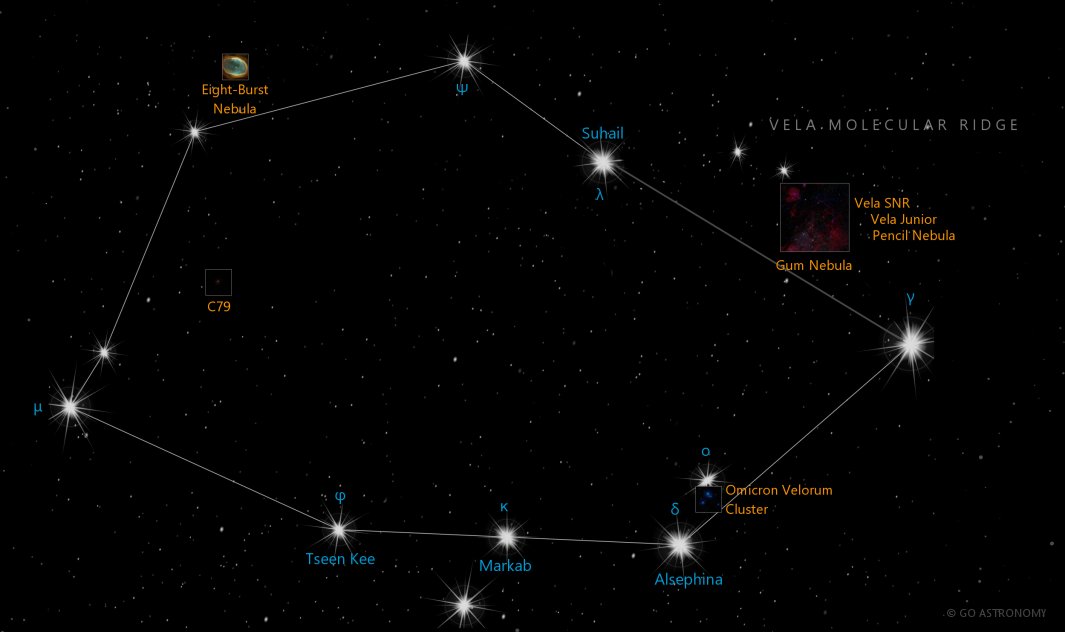 Eight-Burst
Nebula
Ψ
Suhail
λ
VELA MOLECULAR RIDGE
Vela SNR
Vela Junior
Pencil Nebula
Gum Nebula
C79
γ
μ
ο
Omicron Velorum
Cluster
φ
κ
δ
Tseen Kee
Markab
Alsephina
© GO ASTRONOMY